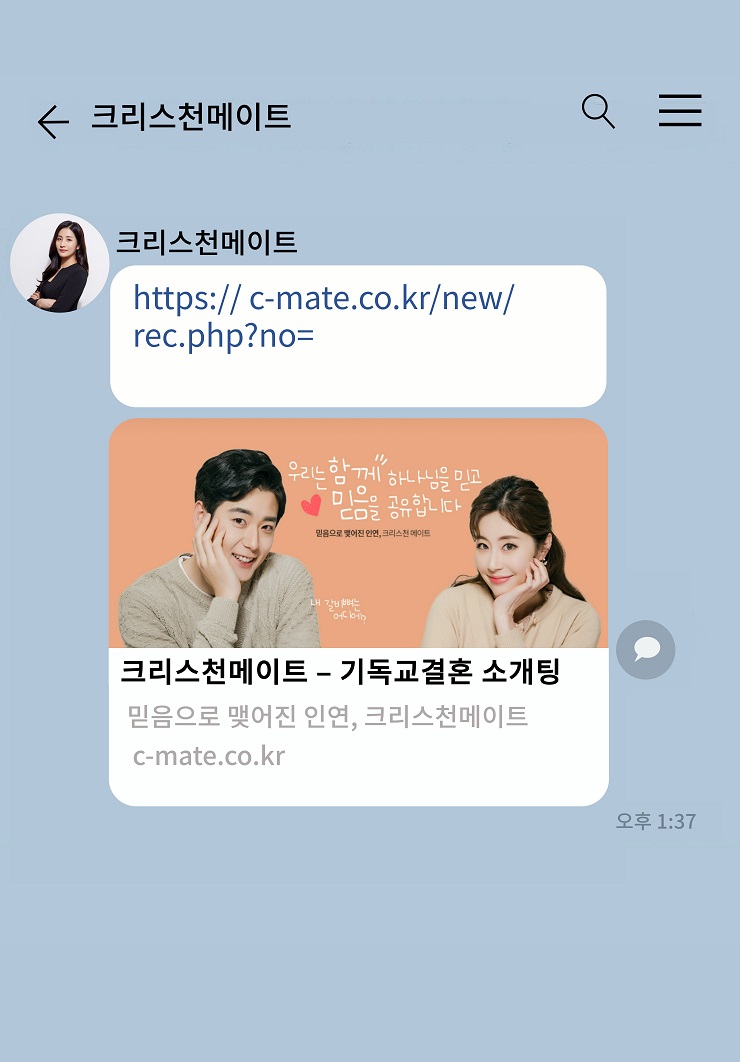 크리스천메이트
크리스천메이트
https:// c-mate.co.kr/new/
rec.php?no=
우리는 함께 하나님을 믿고
믿음을 공유합니다
믿음으로 맺어진 인연, 크리스천 메이트
내 갈비뼈는
어디에?
크리스천메이트 – 기독교결혼 소개팅
믿음으로 맺어진 인연, 크리스천메이트
c-mate.co.kr
오후 1:37